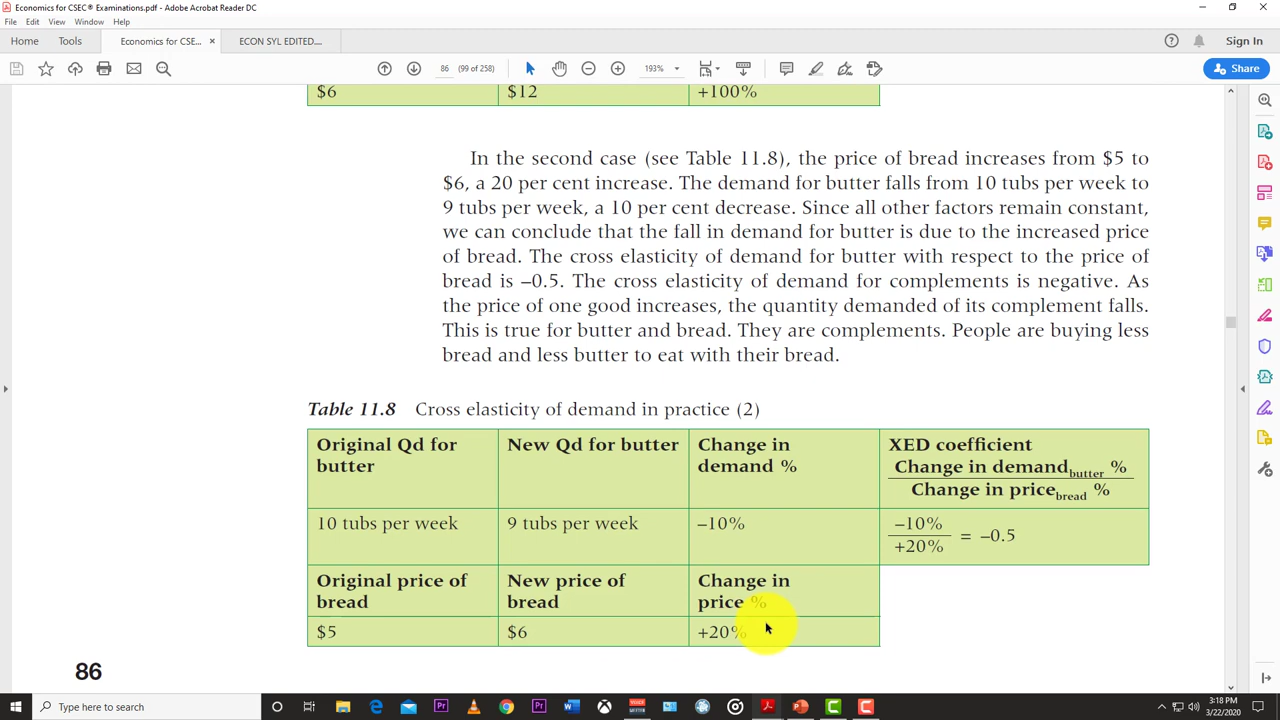 Economics for CSEC® Examinations.pdf - Adobe Acrobat Reader DC
File Edit View Window Help
Home Tools Economics for CSE... × ECON SYL EDITED.... Sign In
86 (99 of 258) 193% Share
$6 $12 +100%
In the second case (see Table 11.8), the price of bread increases from $5 to
$6, a 20 per cent increase. The demand for butter falls from 10 tubs per week to
9 tubs per week, a 10 per cent decrease. Since all other factors remain constant,
we can conclude that the fall in demand for butter is due to the increased price
of bread. The cross elasticity of demand for butter with respect to the price of
bread is –0.5. The cross elasticity of demand for complements is negative. As
the price of one good increases, the quantity demanded of its complement falls.
This is true for butter and bread. They are complements. People are buying less
bread and less butter to eat with their bread.
Table 11.8 Cross elasticity of demand in practice (2)
Original Qd for New Qd for butter Change in XED coefficient
butter demand % Change in demand butter %
Change in price bread %
10 tubs per week 9 tubs per week –10% –10%
+20% = –0.5
Original price of New price of Change in
bread bread price %
$5 $6 +20%
86
Type here to search
3:18 PM
3/22/2020